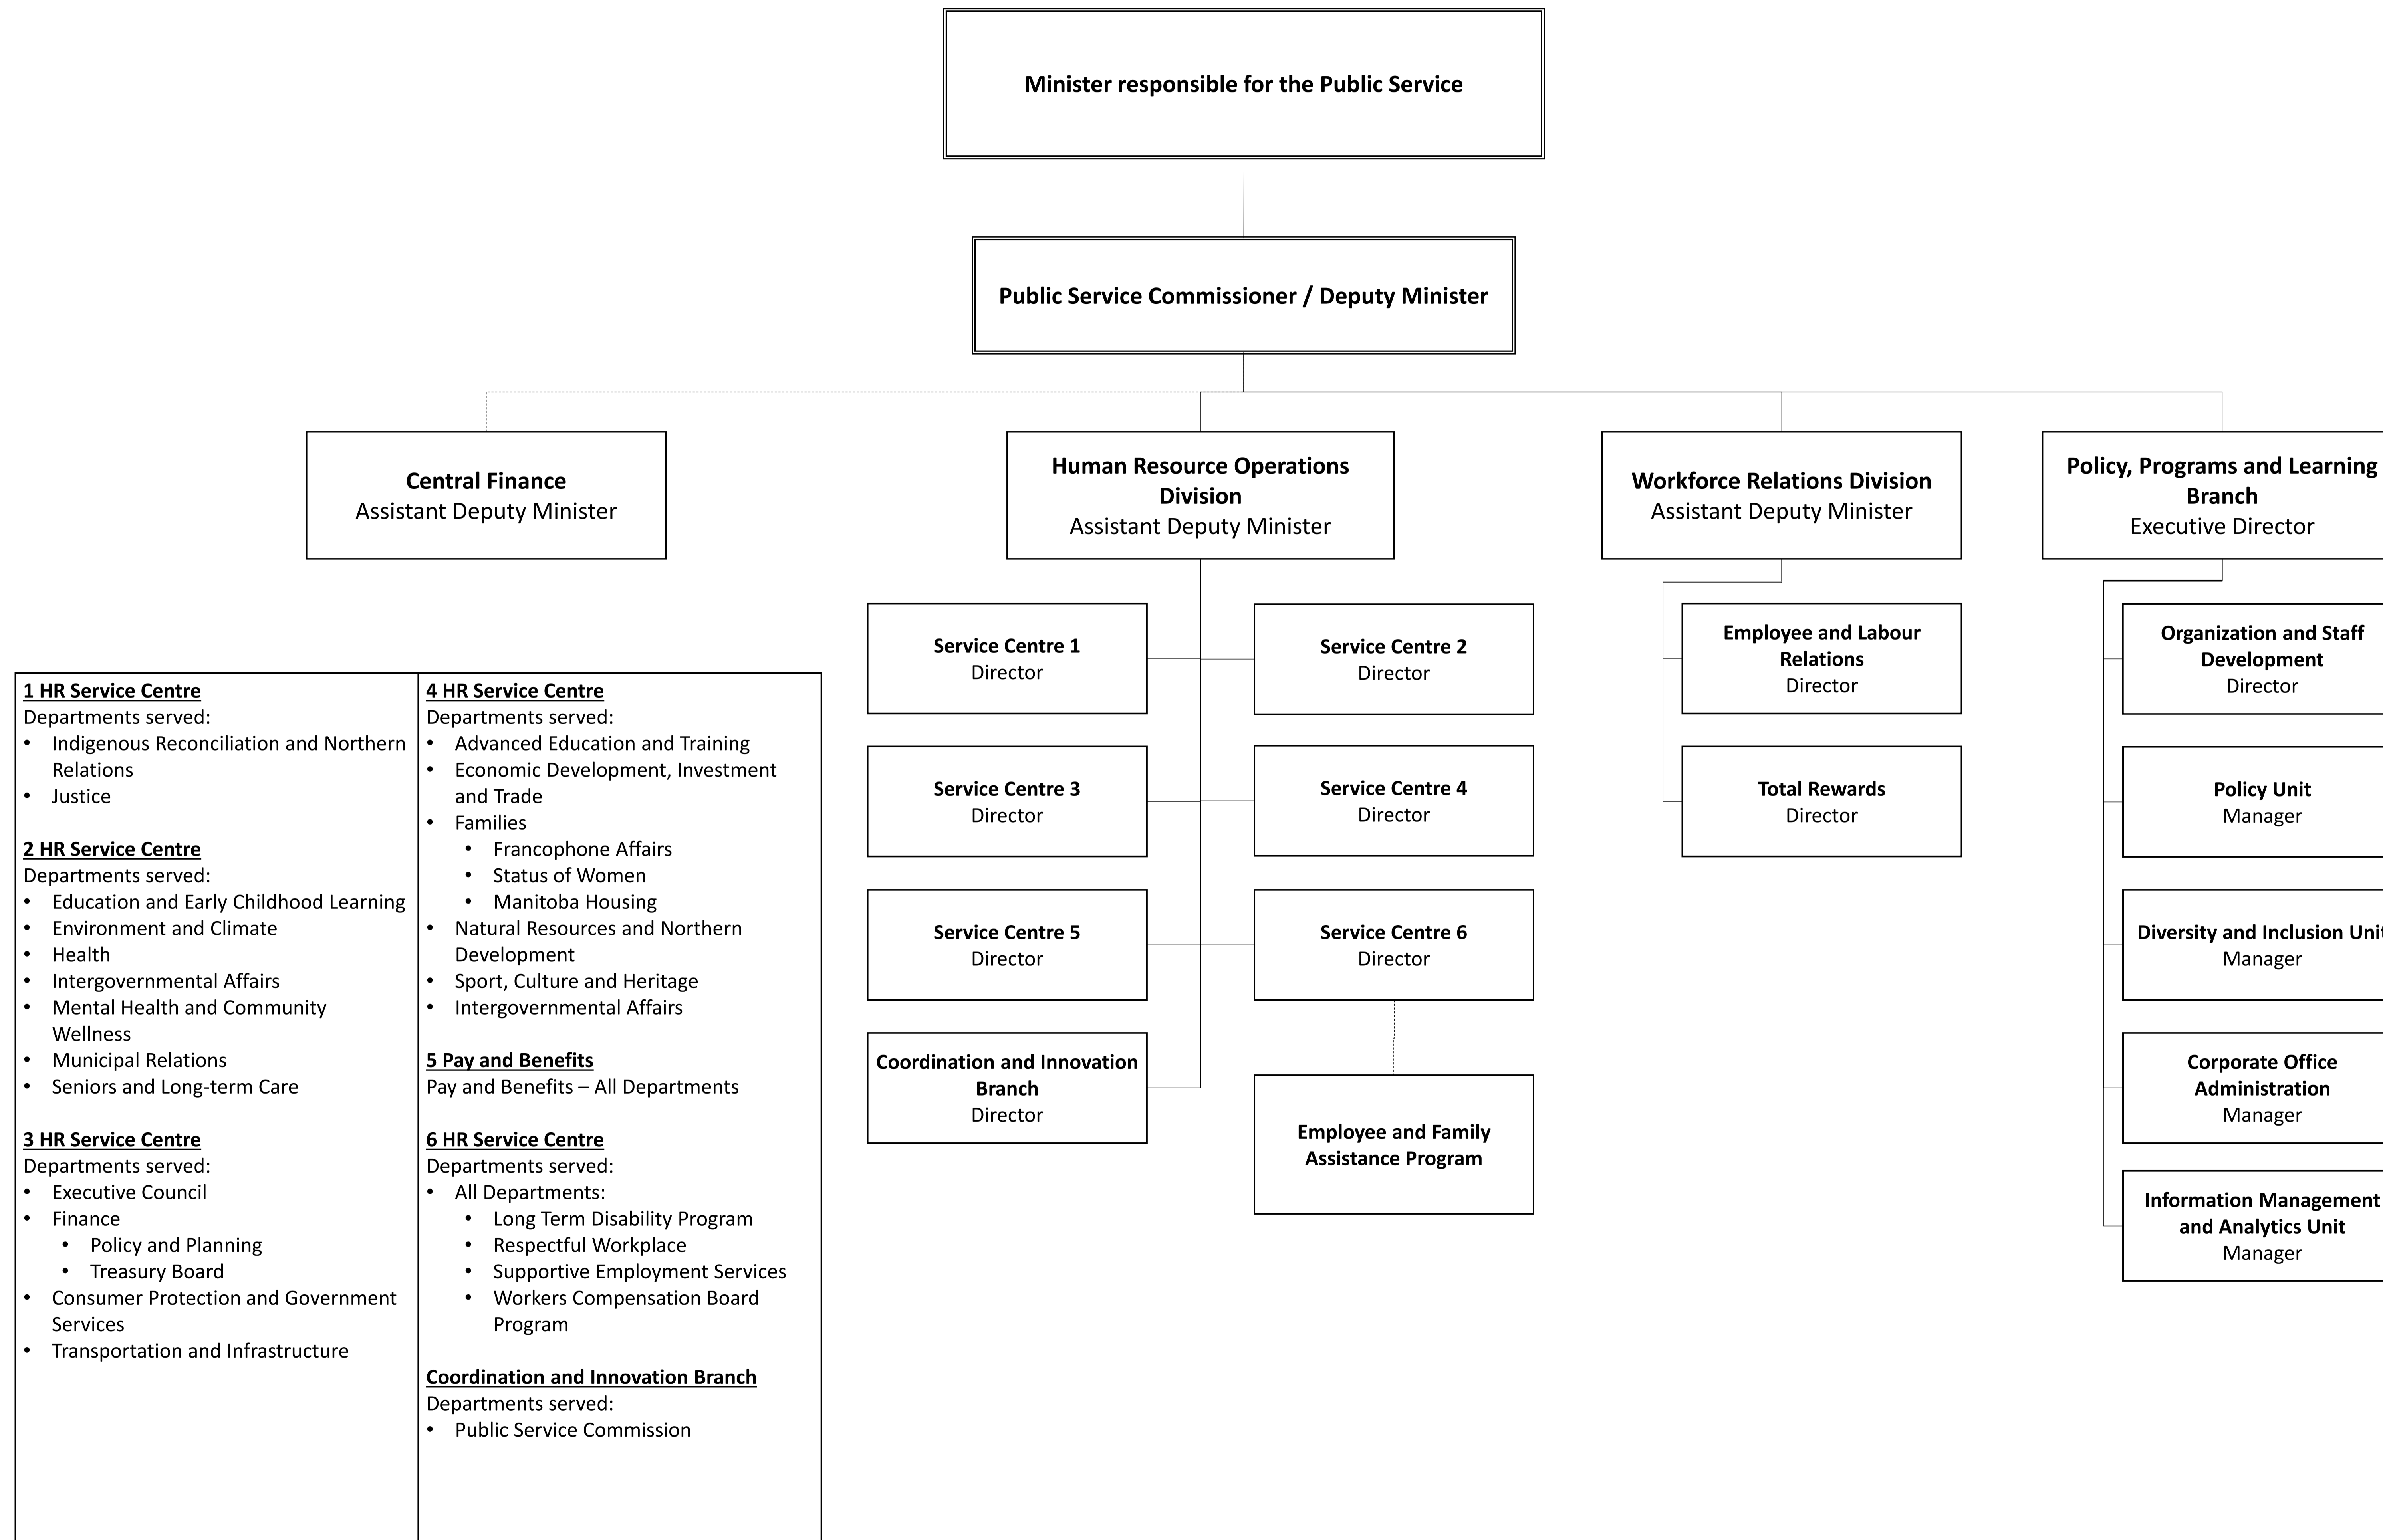 Minister responsible for the Public Service
Public Service Commissioner / Deputy Minister
Central Finance
Assistant Deputy Minister
Human Resource Operations
Division
Assistant Deputy Minister
Workforce Relations Division
Assistant Deputy Minister
Policy, Programs and Learning
Branch
Executive Director
Service Centre 1
Director
Service Centre 2
Director
Service Centre 3
Director
Service Centre 4
Director
Service Centre 5
Director
Service Centre 6
Director
Coordination and Innovation
Branch
Director
Employee and Family
Assistance Program
Employee and Labour
Relations
Director
Total Rewards
Director
Organization and Staff
Development
Director
Policy Unit
Manager
Diversity and Inclusion Unit
Manager
Corporate Office
Administration
Manager
Information Management
and Analytics Unit
Manager
1 HR Service Centre
Departments served:
• Indigenous Reconciliation and Northern
Relations
• Justice
2 HR Service Centre
Departments served:
• Education and Early Childhood Learning
• Environment and Climate
• Health
• Intergovernmental Affairs
• Mental Health and Community
Wellness
• Municipal Relations
• Seniors and Long-term Care
3 HR Service Centre
Departments served:
• Executive Council
• Finance
• Policy and Planning
• Treasury Board
• Consumer Protection and Government
Services
• Transportation and Infrastructure
4 HR Service Centre
Departments served:
• Advanced Education and Training
• Economic Development, Investment
and Trade
• Families
• Francophone Affairs
• Status of Women
• Manitoba Housing
• Natural Resources and Northern
Development
• Sport, Culture and Heritage
• Intergovernmental Affairs
5 Pay and Benefits
Pay and Benefits – All Departments
6 HR Service Centre
Departments served:
• All Departments:
• Long Term Disability Program
• Respectful Workplace
• Supportive Employment Services
• Workers Compensation Board
Program
Coordination and Innovation Branch
Departments served:
• Public Service Commission